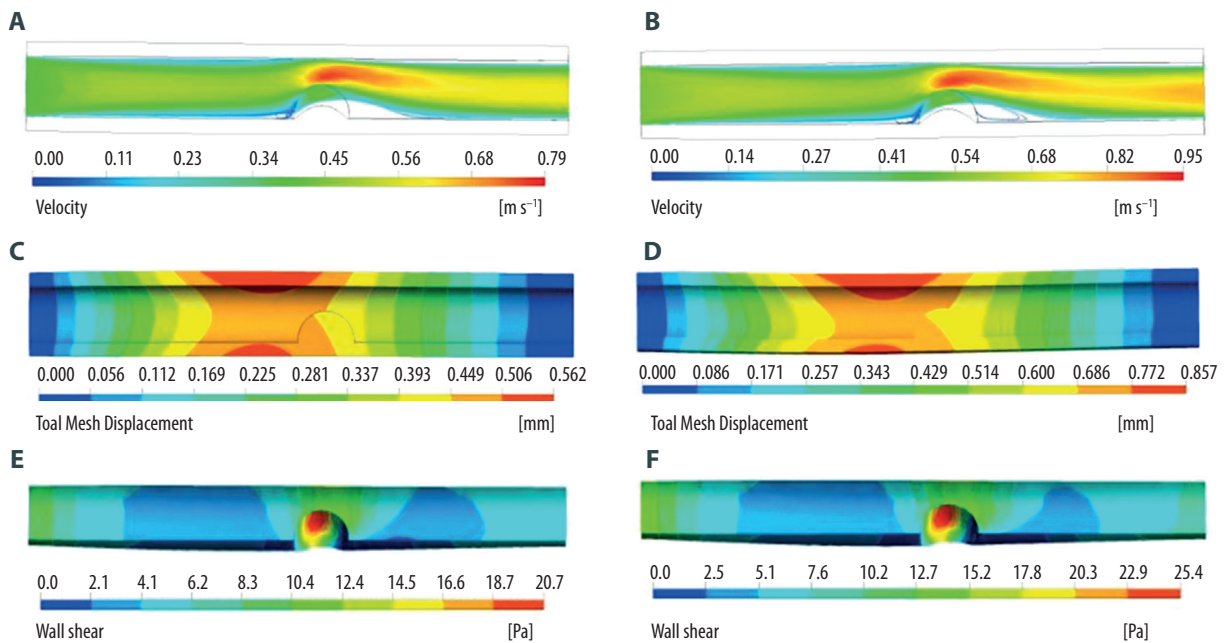 A
B
0.00 0.11 0.23 0.34 0.45 0.56 0.68 0.79
Velocity [m s⁻¹]
0.00 0.14 0.27 0.41 0.54 0.68 0.82 0.95
Velocity [m s⁻¹]
C
D
0.000 0.056 0.112 0.169 0.225 0.281 0.337 0.393 0.449 0.506 0.562
Toal Mesh Displacement [mm]
0.000 0.086 0.171 0.257 0.343 0.429 0.514 0.600 0.686 0.772 0.857
Toal Mesh Displacement [mm]
E
F
0.0 2.1 4.1 6.2 8.3 10.4 12.4 14.5 16.6 18.7 20.7
Wall shear [Pa]
0.0 2.5 5.1 7.6 10.2 12.7 15.2 17.8 20.3 22.9 25.4
Wall shear [Pa]